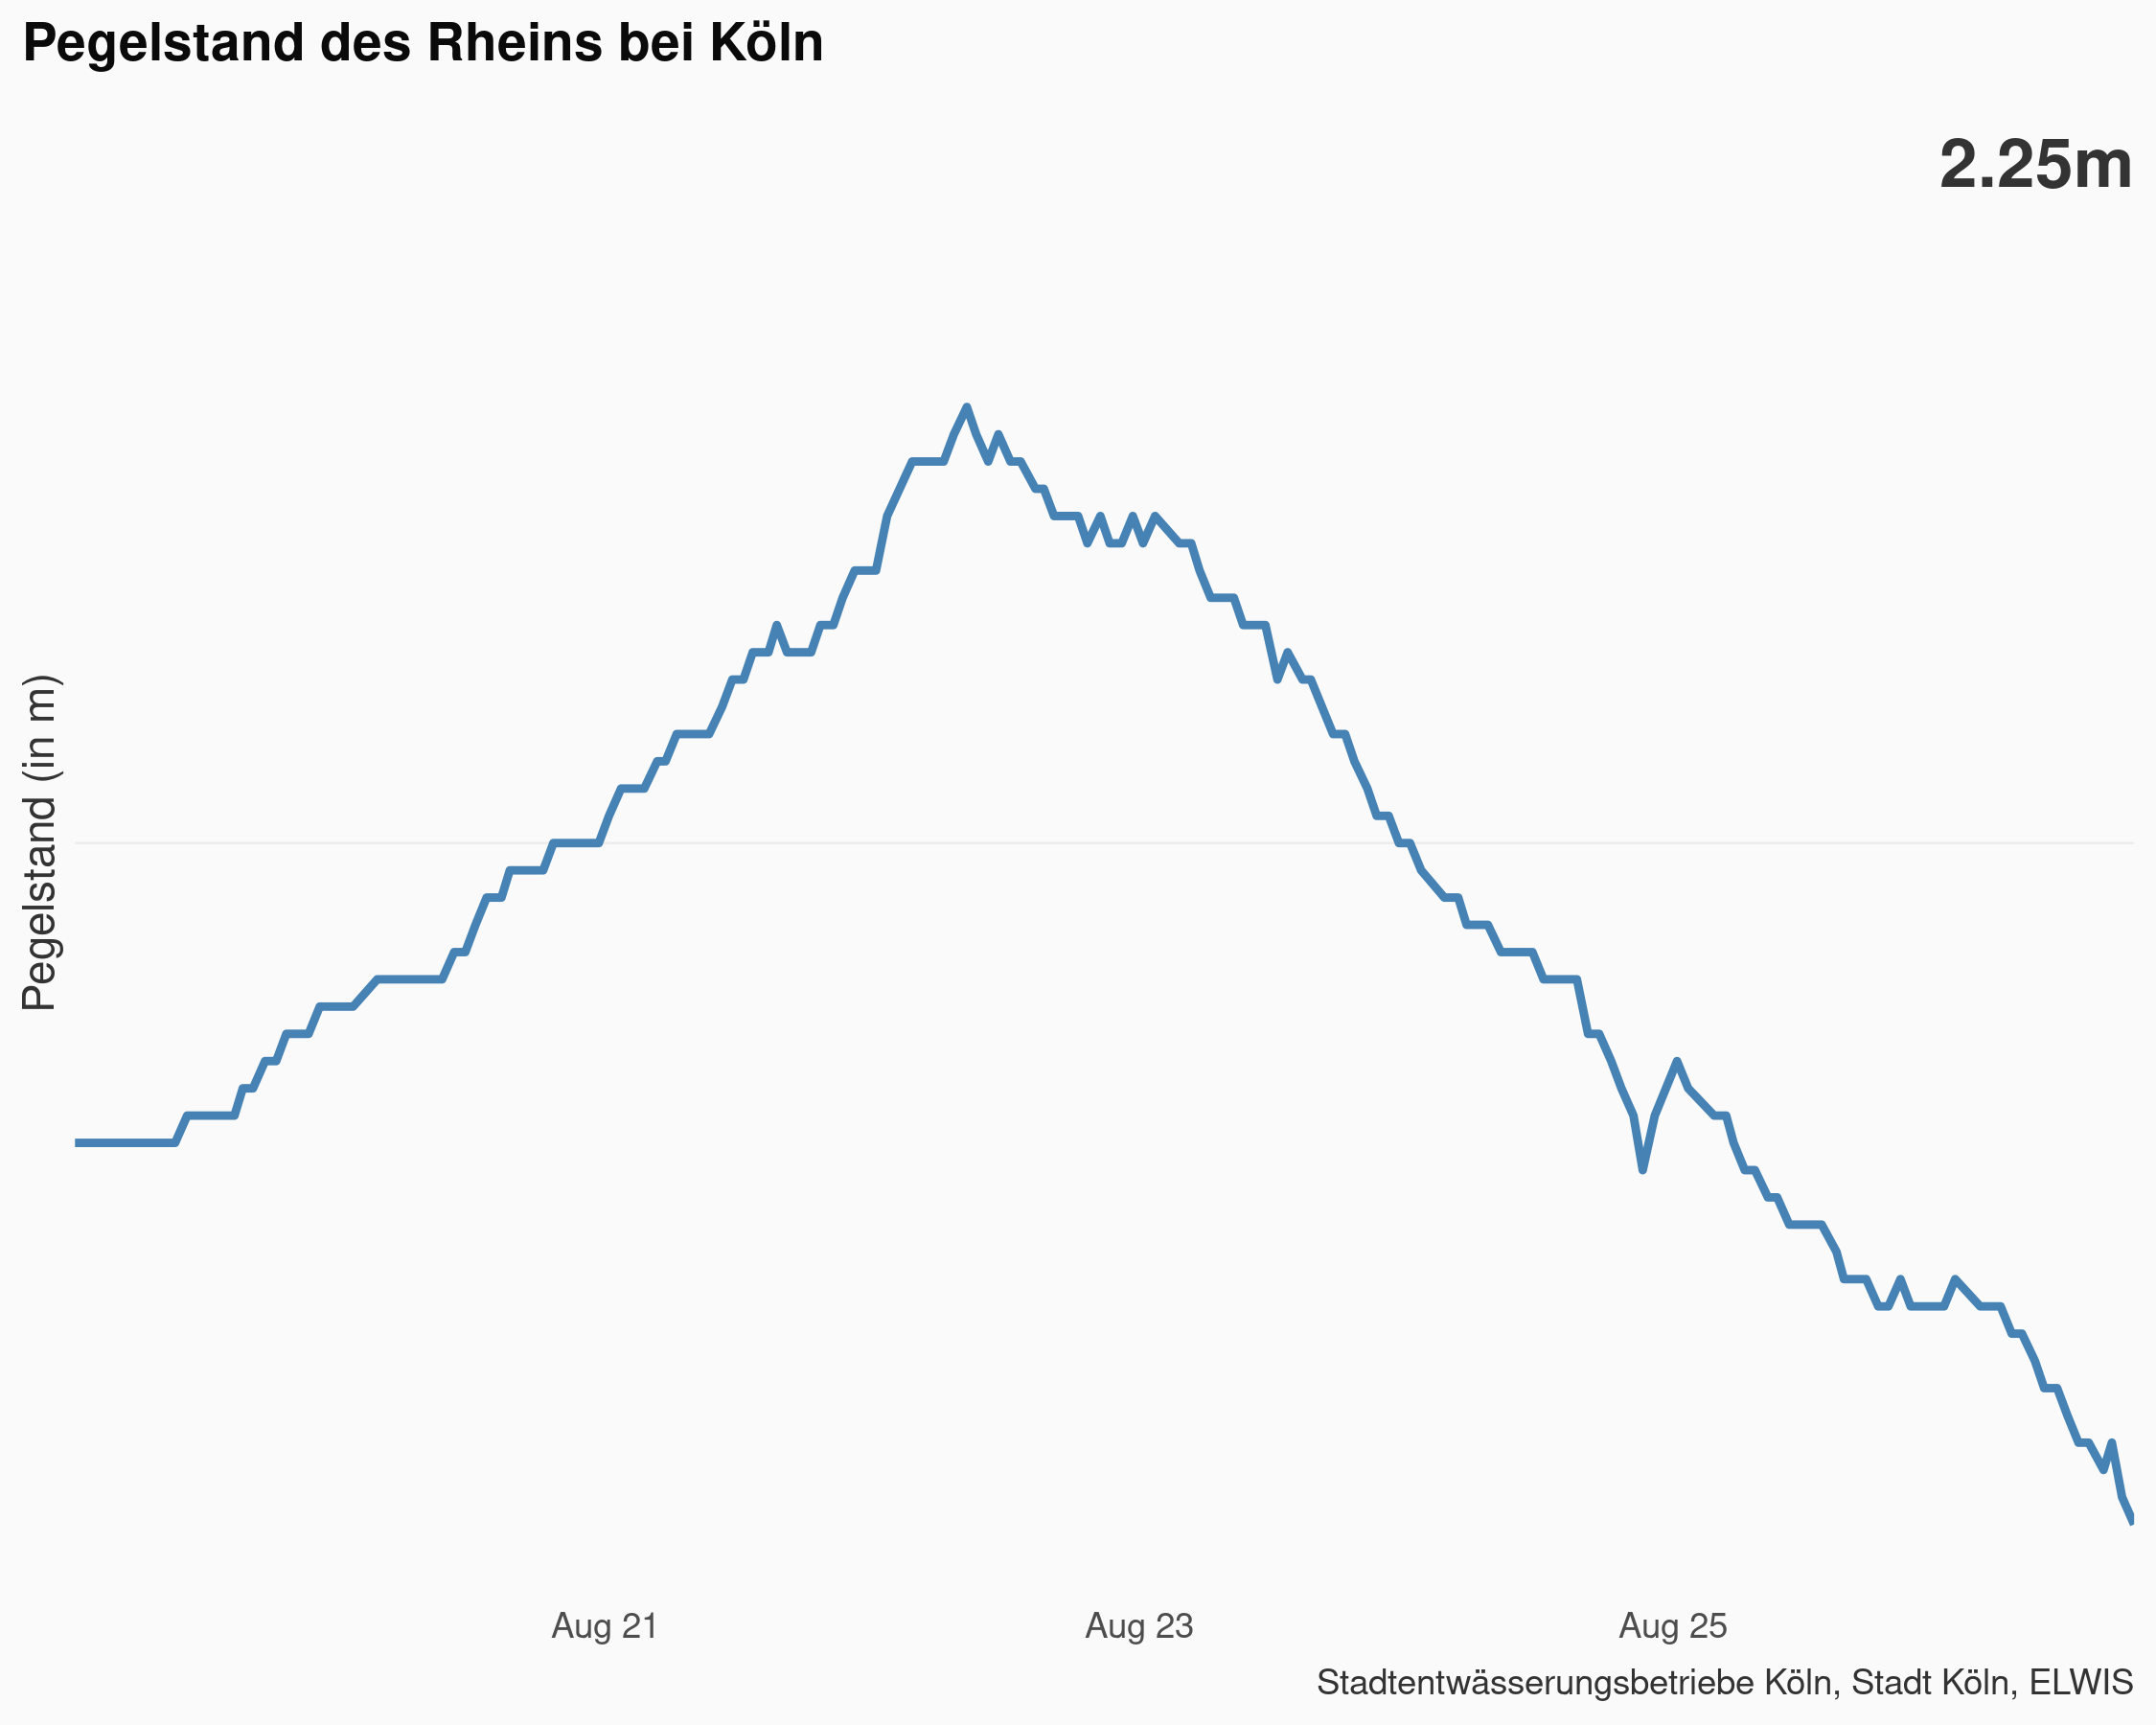 Pegelstand des Rheins bei Köln
2.25m
Pegelstand (in m)
Aug 21
Aug 23
Aug 25
Stadtentwässerungsbetriebe Köln, Stadt Köln, ELWIS